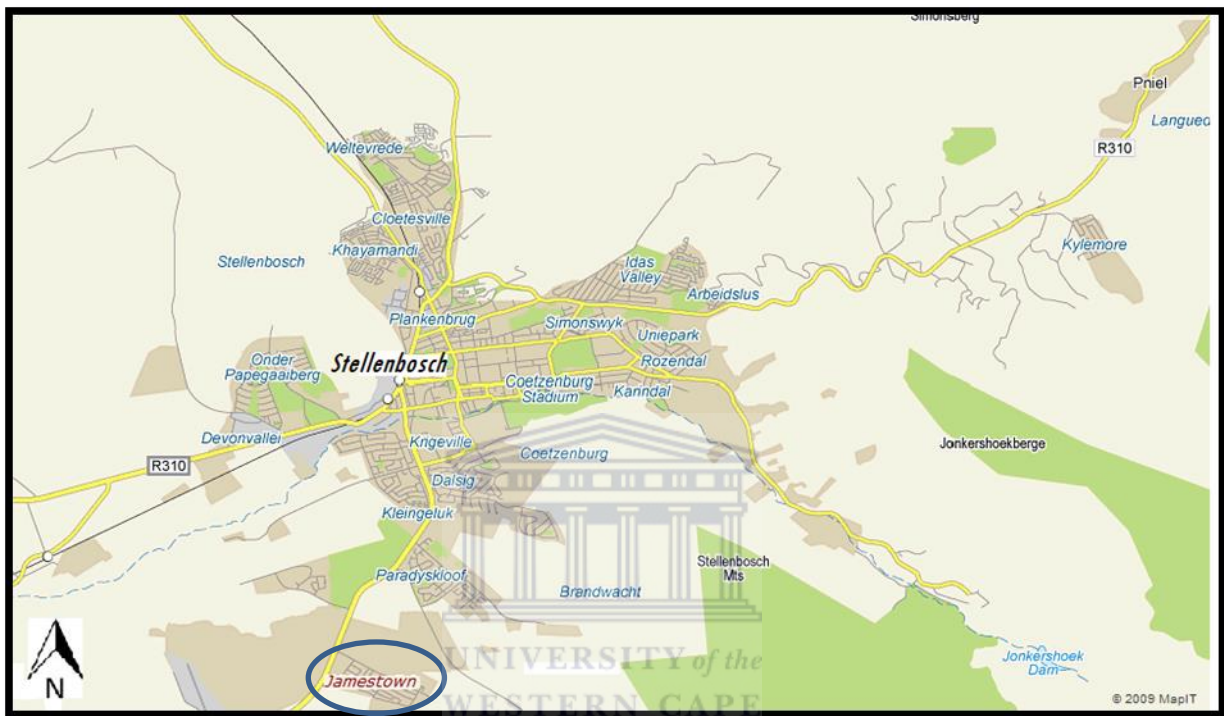 Simonsberg
Pniel
Langued
R310
Weltevrede
Cloetesville
Khayamandi
Kylemore
Stellenbosch
Idas
Valley
Arbeidslus
Plankenbrug
Simonswyk
Uniepark
Onder
Papegaaiberg
Stellenbosch
Rozendal
Coetzenburg
Stadium
Kanndal
Devonvallei
Krigeville
Coetzenburg
Jonkershoekberge
R310
Dalsig
Kleingeluk
Stellenbosch
Mts
Paradyskloof
Brandwacht
N
UNIVERSITY of the
Jonkershoek
Dam
Jamestown
WESTERN CAPE
© 2009 MapIT